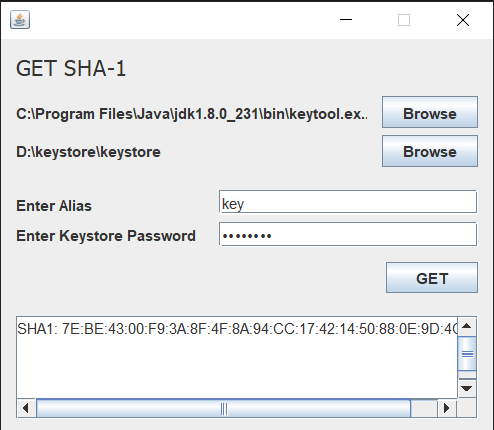 GET SHA-1
C:\Program Files\Java\jdk1.8.0_231\bin\keytool.ex... Browse
D:\keystore\keystore Browse
Enter Alias key
Enter Keystore Password ••••••••
GET
SHA1: 7E:BE:43:00:F9:3A:8F:4F:8A:94:CC:17:42:14:50:88:0E:9D:4